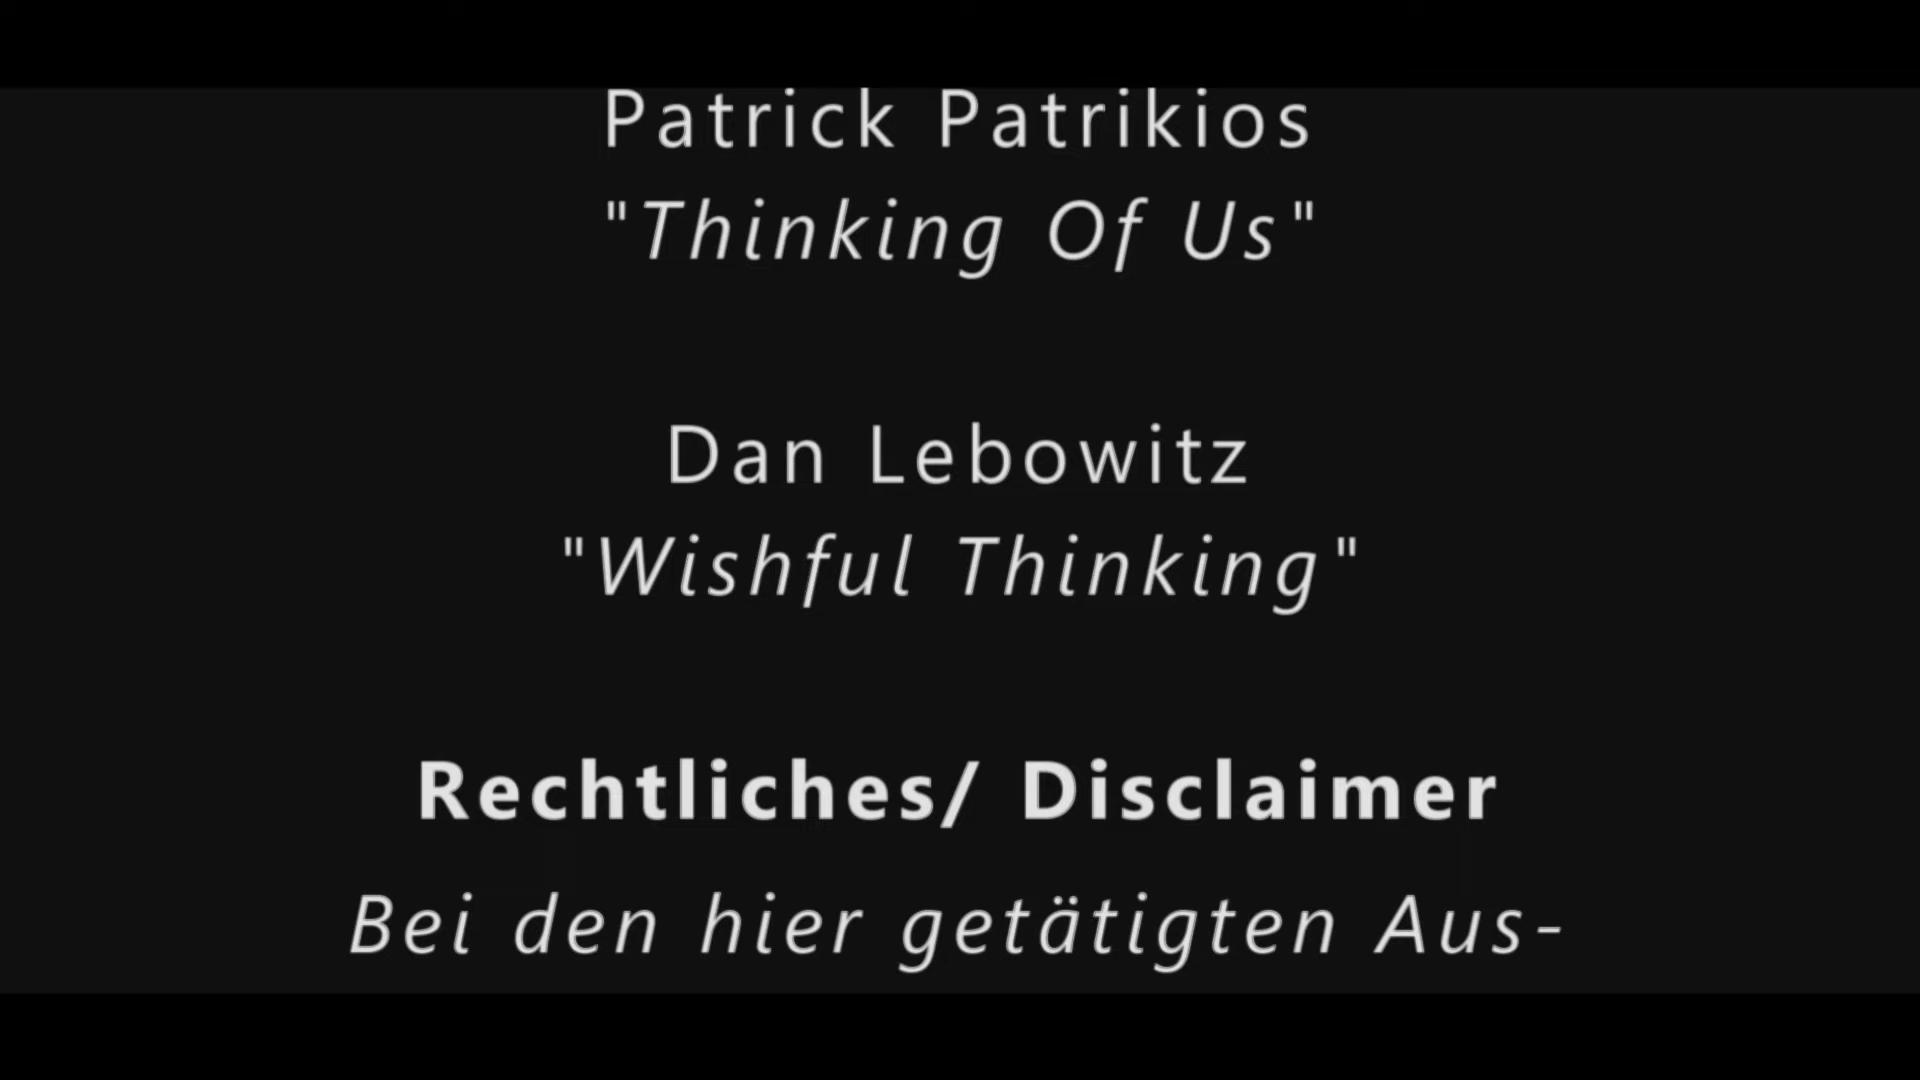 Patrick Patrikios
"Thinking Of Us"
Dan Lebowitz
"Wishful Thinking"
Rechtliches/ Disclaimer
Bei den hier getätigten Aus-